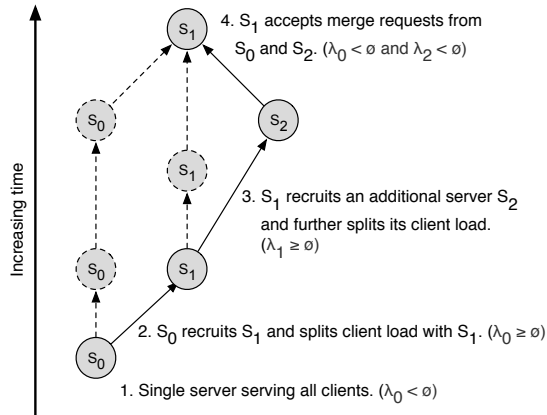 4. S1 accepts merge requests from
S0 and S2. (λ0 < ø and λ2 < ø)
S1
S0
S2
S1
3. S1 recruits an additional server S2
and further splits its client load.
(λ1 ≥ ø)
S0
S1
2. S0 recruits S1 and splits client load with S1. (λ0 ≥ ø)
S0
1. Single server serving all clients. (λ0 < ø)
Increasing time